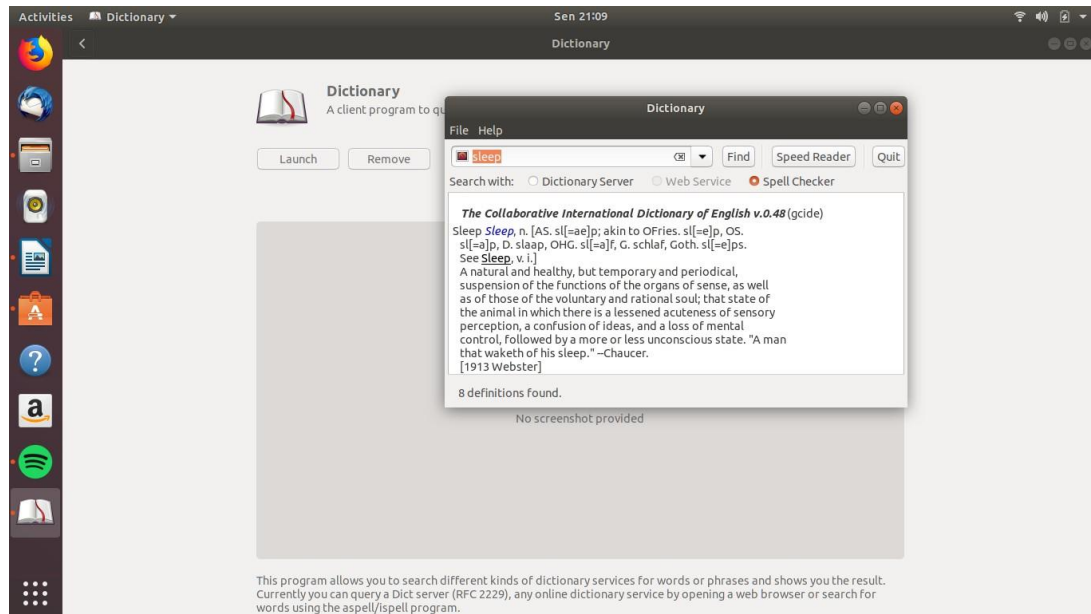 Activities Dictionary Sen 21:09
Dictionary
Dictionary
A client program to qu
Launch Remove
Dictionary
File Help
sleep Find Speed Reader Quit
Search with: Dictionary Server Web Service Spell Checker
The Collaborative International Dictionary of English v.0.48 (gcide)
Sleep Sleep, n. [AS. sl[=ae]p; akin to OFries. sl[=e]p, OS.
sl[=a]p, D. slaap, OHG. sl[=a]f, G. schlaf, Goth. sl[=e]ps.
See Sleep, v. i.]
A natural and healthy, but temporary and periodical,
suspension of the functions of the organs of sense, as well
as of those of the voluntary and rational soul; that state of
the animal in which there is a lessened acuteness of sensory
perception, a confusion of ideas, and a loss of mental
control, followed by a more or less unconscious state. "A man
that waketh of his sleep." --Chaucer.
[1913 Webster]
8 definitions found.
No screenshot provided
This program allows you to search different kinds of dictionary services for words or phrases and shows you the result.
Currently you can query a Dict server (RFC 2229), any online dictionary service by opening a web browser or search for
words using the aspell/ispell program.